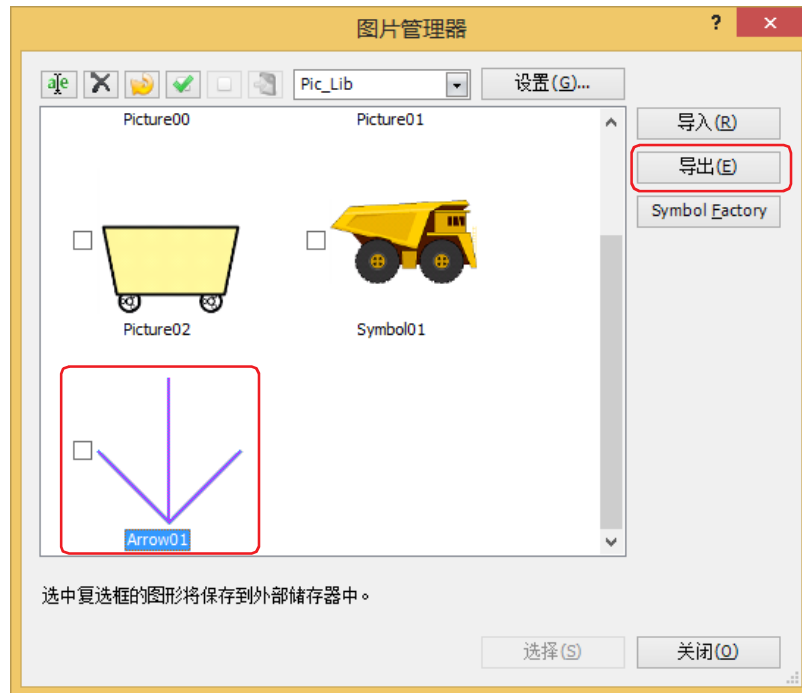 图片管理器
?
×
Pic_Lib
设置(G)...
Picture00
Picture01
导入(R)
导出(E)
Symbol Factory
Picture02
Symbol01
Arrow01
选中复选框的图形将保存到外部储存器中。
选择(S)
关闭(O)